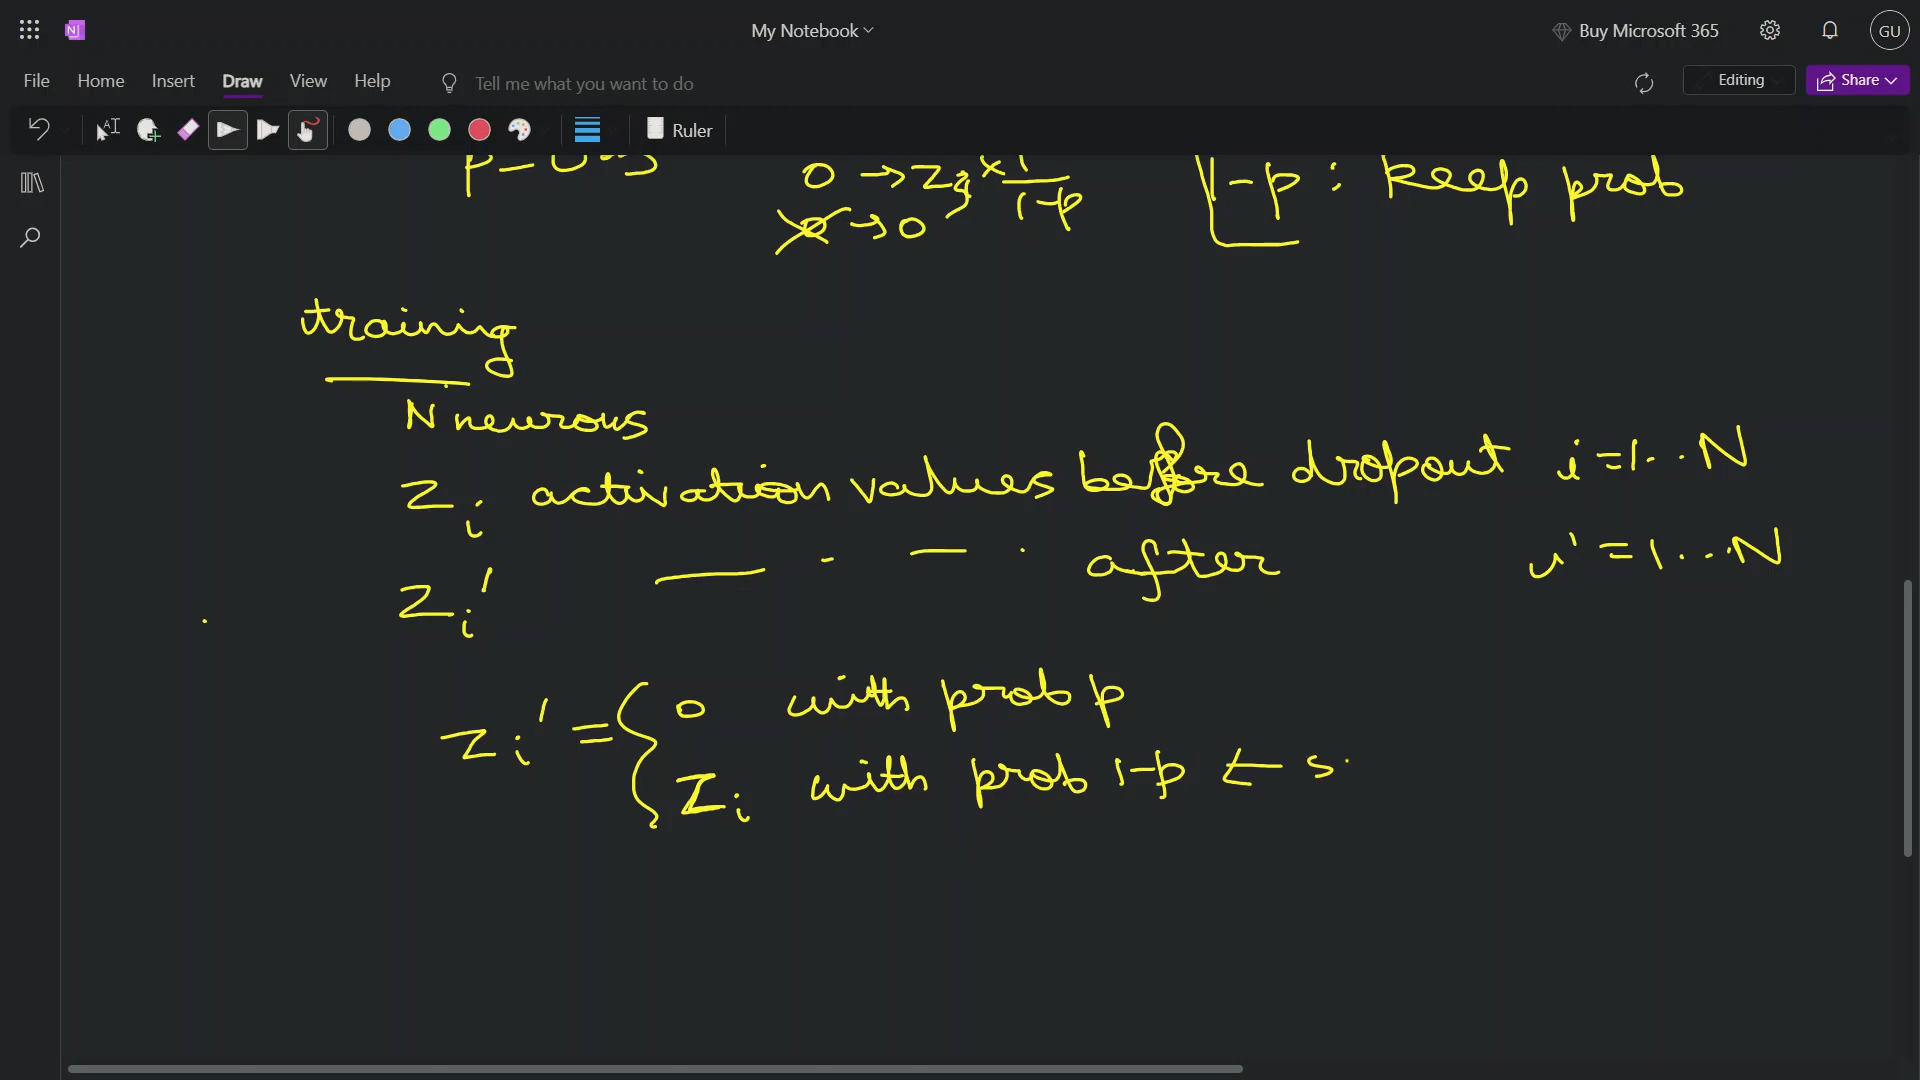 My Notebook
Buy Microsoft 365
GU
File Home Insert Draw View Help
Tell me what you want to do
Editing
Share
Ruler
0 → z₂ × 1/(1-p)
0 → 0
1-p : keep prob
training
N neurons
zᵢ activation values before dropout i = 1 .. N
zᵢ' — . — . after i = 1 ... N
zᵢ' = { 0 with prob p
zᵢ with prob 1-p ← s